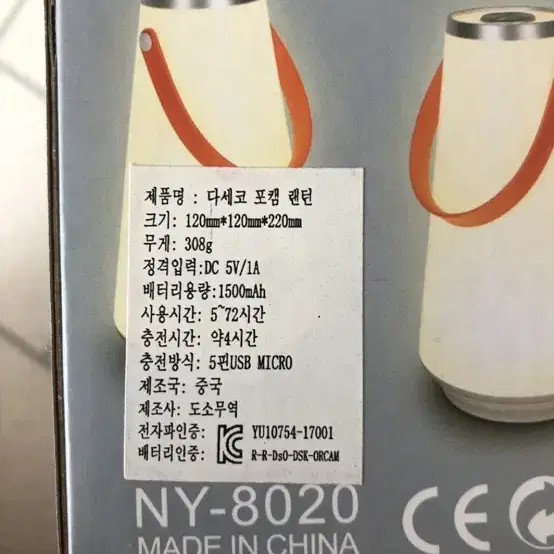 제품명 : 다세코 포캠 랜턴
크기: 120mm*120mm*220mm
무게: 308g
정격입력:DC 5V/1A
배터리용량:1500mAh
사용시간: 5~72시간
충전시간: 약4시간
충전방식: 5핀USB MICRO
제조국: 중국
제조사: 도소무역
전자파인증: YU10754-17001
배터리인증: R-R-DsO-DSK-ORCAM
NY-8020
CE
MADE IN CHINA